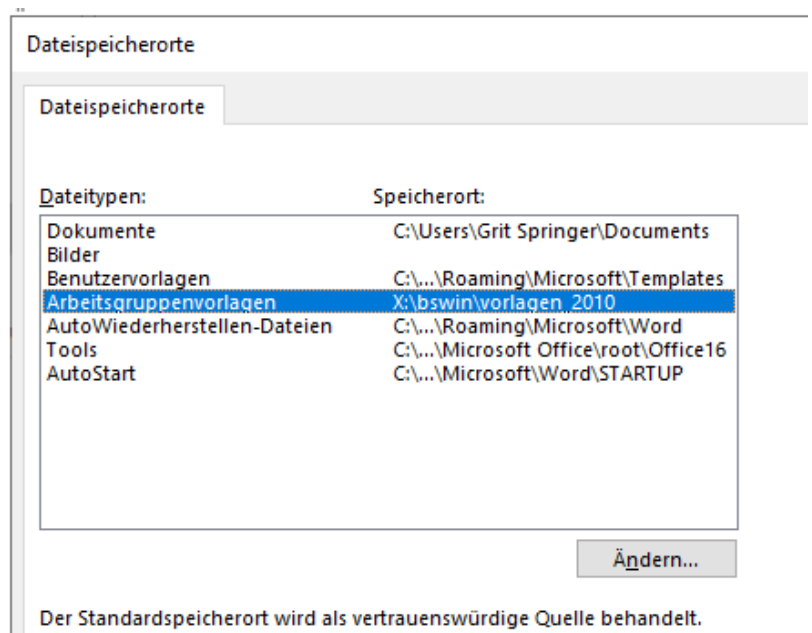 Dateispeicherorte
Dateispeicherorte
Dateitypen: Speicherort:
Dokumente C:\Users\Grit Springer\Documents
Bilder
Benutzervorlagen C:\...\Roaming\Microsoft\Templates
Arbeitsgruppenvorlagen X:\bswin\vorlagen_2010
AutoWiederherstellen-Dateien C:\...\Roaming\Microsoft\Word
Tools C:\...\Microsoft Office\root\Office16
AutoStart C:\...\Microsoft\Word\STARTUP
Ändern...
Der Standardspeicherort wird als vertrauenswürdige Quelle behandelt.